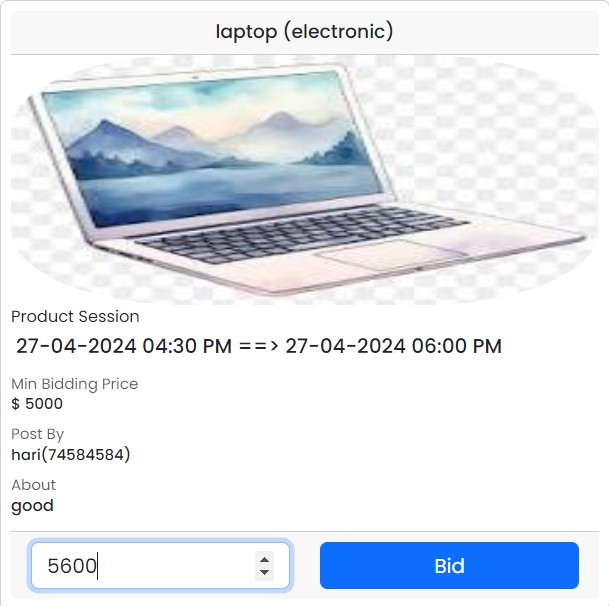 laptop (electronic)
Product Session
27-04-2024 04:30 PM ==> 27-04-2024 06:00 PM
Min Bidding Price
$ 5000
Post By
hari(74584584)
About
good
5600
Bid